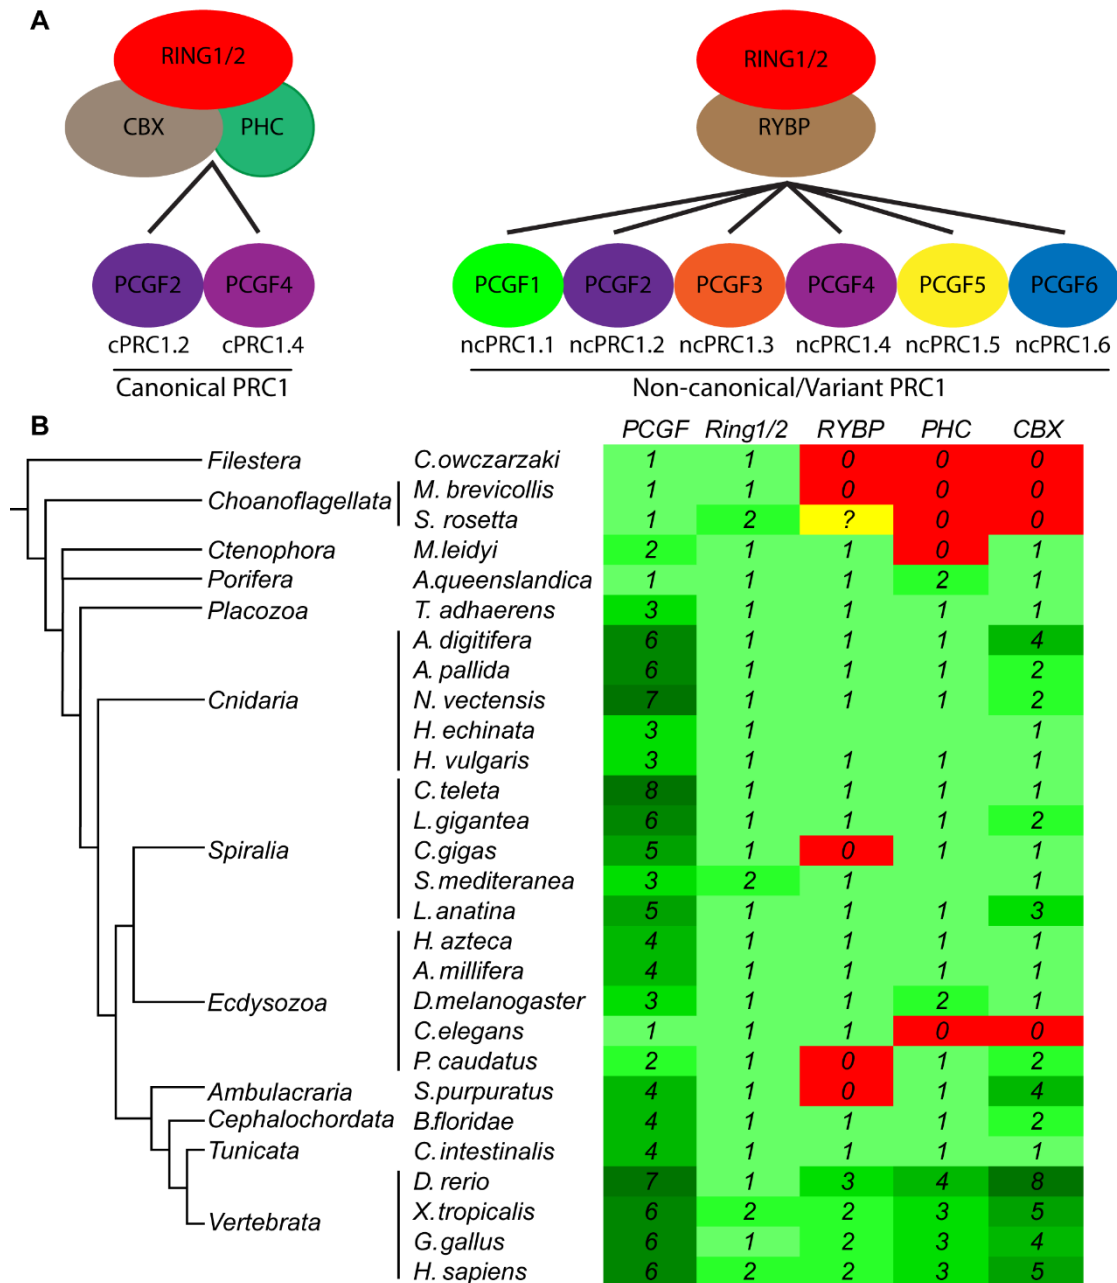 A
RING1/2 RING1/2
CBX PHC RYBP
PCGF2 PCGF4 PCGF1 PCGF2 PCGF3 PCGF4 PCGF5 PCGF6
cPRC1.2 cPRC1.4 ncPRC1.1 ncPRC1.2 ncPRC1.3 ncPRC1.4 ncPRC1.5 ncPRC1.6
Canonical PRC1 Non-canonical/Variant PRC1
B PCGF Ring1/2 RYBP PHC CBX
Filestera C.owczarzaki 1 1 0 0 0
Choanoflagellata M. brevicollis 1 1 0 0 0
S. rosetta 1 2 ? 0 0
Ctenophora M.leidyi 2 1 1 0 1
Porifera A.queenslandica 1 1 1 2 1
Placozoa T. adhaerens 3 1 1 1 1
A. digitifera 6 1 1 1 4
A. pallida 6 1 1 1 2
Cnidaria N. vectensis 7 1 1 1 2
H. echinata 3 1 1
H. vulgaris 3 1 1 1 1
C. teleta 8 1 1 1 1
L. gigantea 6 1 1 1 2
Spiralia C.gigas 5 1 0 1 1
S.mediteranea 3 2 1 1
L.anatina 5 1 1 1 3
H. azteca 4 1 1 1 1
A. millifera 4 1 1 1 1
Ecdysozoa D.melanogaster 3 1 1 2 1
C.elegans 1 1 1 0 0
P. caudatus 2 1 0 1 2
Ambulacraria S.purpuratus 4 1 0 1 4
Cephalochordata B.floridae 4 1 1 1 2
Tunicata C. intestinalis 4 1 1 1 1
D. rerio 7 1 3 4 8
Vertebrata X.tropicalis 6 2 2 3 5
G. gallus 6 1 2 3 4
H. sapiens 6 2 2 3 5